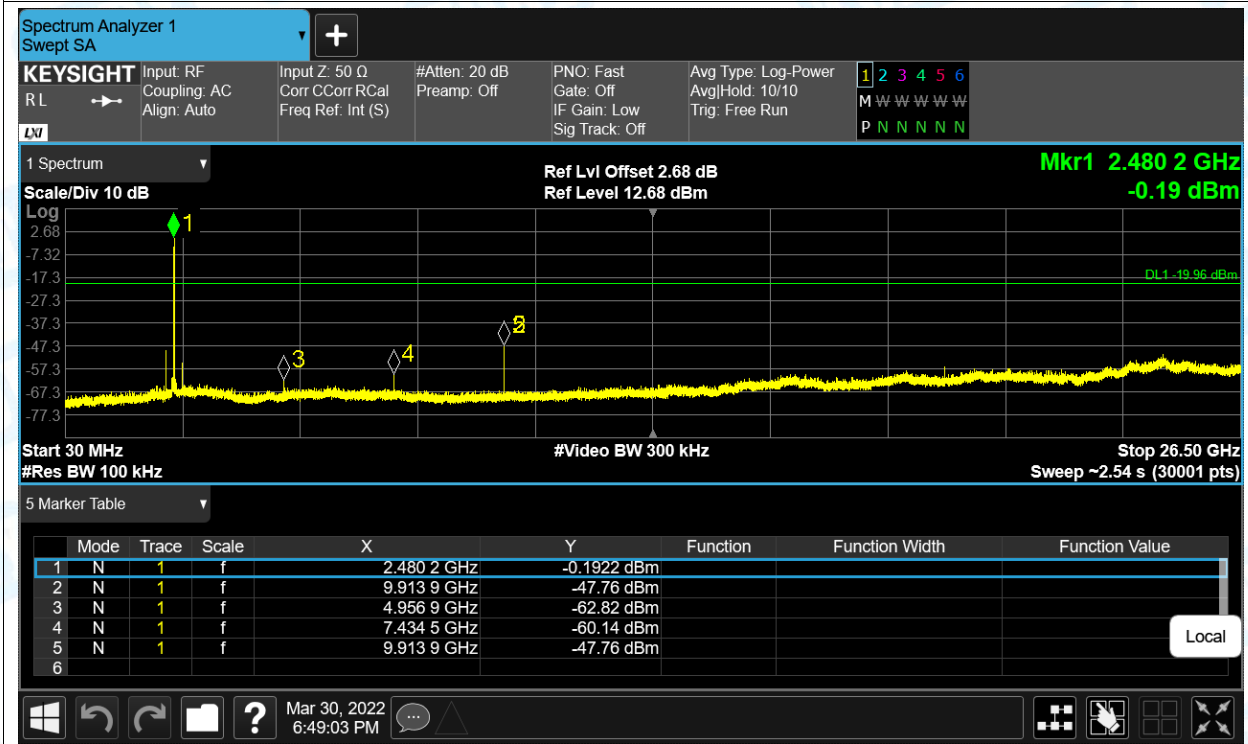 Spectrum Analyzer 1
Swept SA
+
KEYSIGHT
R L
LXI
Input: RF
Coupling: AC
Align: Auto
Input Z: 50 Ω
Corr CCorr RCal
Freq Ref: Int (S)
#Atten: 20 dB
Preamp: Off
PNO: Fast
Gate: Off
IF Gain: Low
Sig Track: Off
Avg Type: Log-Power
Avg|Hold: 10/10
Trig: Free Run
1 2 3 4 5 6
M W W W W W
P N N N N N
1 Spectrum
Scale/Div 10 dB
Ref Lvl Offset 2.68 dB
Ref Level 12.68 dBm
Mkr1 2.480 2 GHz
-0.19 dBm
Log
2.68
-7.32
-17.3
-27.3
-37.3
-47.3
-57.3
-67.3
-77.3
1
3
4
DL1 -19.96 dBm
Start 30 MHz
#Video BW 300 kHz
Stop 26.50 GHz
#Res BW 100 kHz
Sweep ~2.54 s (30001 pts)
5 Marker Table
Mode Trace Scale X Y Function Function Width Function Value
1 N 1 f 2.480 2 GHz -0.1922 dBm
2 N 1 f 9.913 9 GHz -47.76 dBm
3 N 1 f 4.956 9 GHz -62.82 dBm
4 N 1 f 7.434 5 GHz -60.14 dBm
5 N 1 f 9.913 9 GHz -47.76 dBm
6
Local
?
Mar 30, 2022
6:49:03 PM